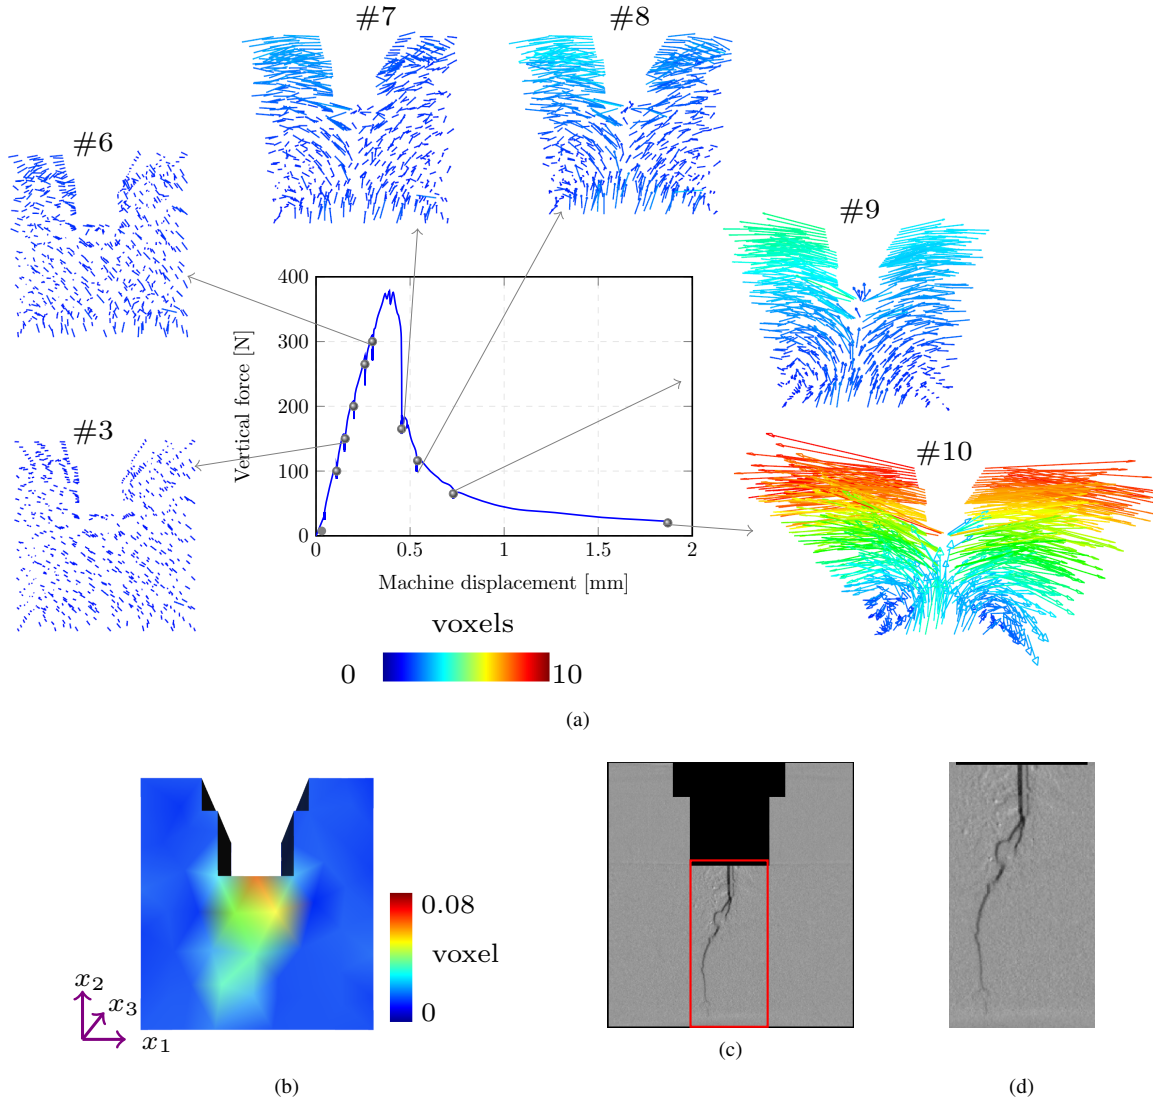 #7
#8
#6
#9
#3
#10
400
300
200
100
0
Vertical force [N]
0
0.5
1
1.5
2
Machine displacement [mm]
voxels
0
10
(a)
0.08
voxel
0
x2
x3
x1
(b)
(c)
(d)